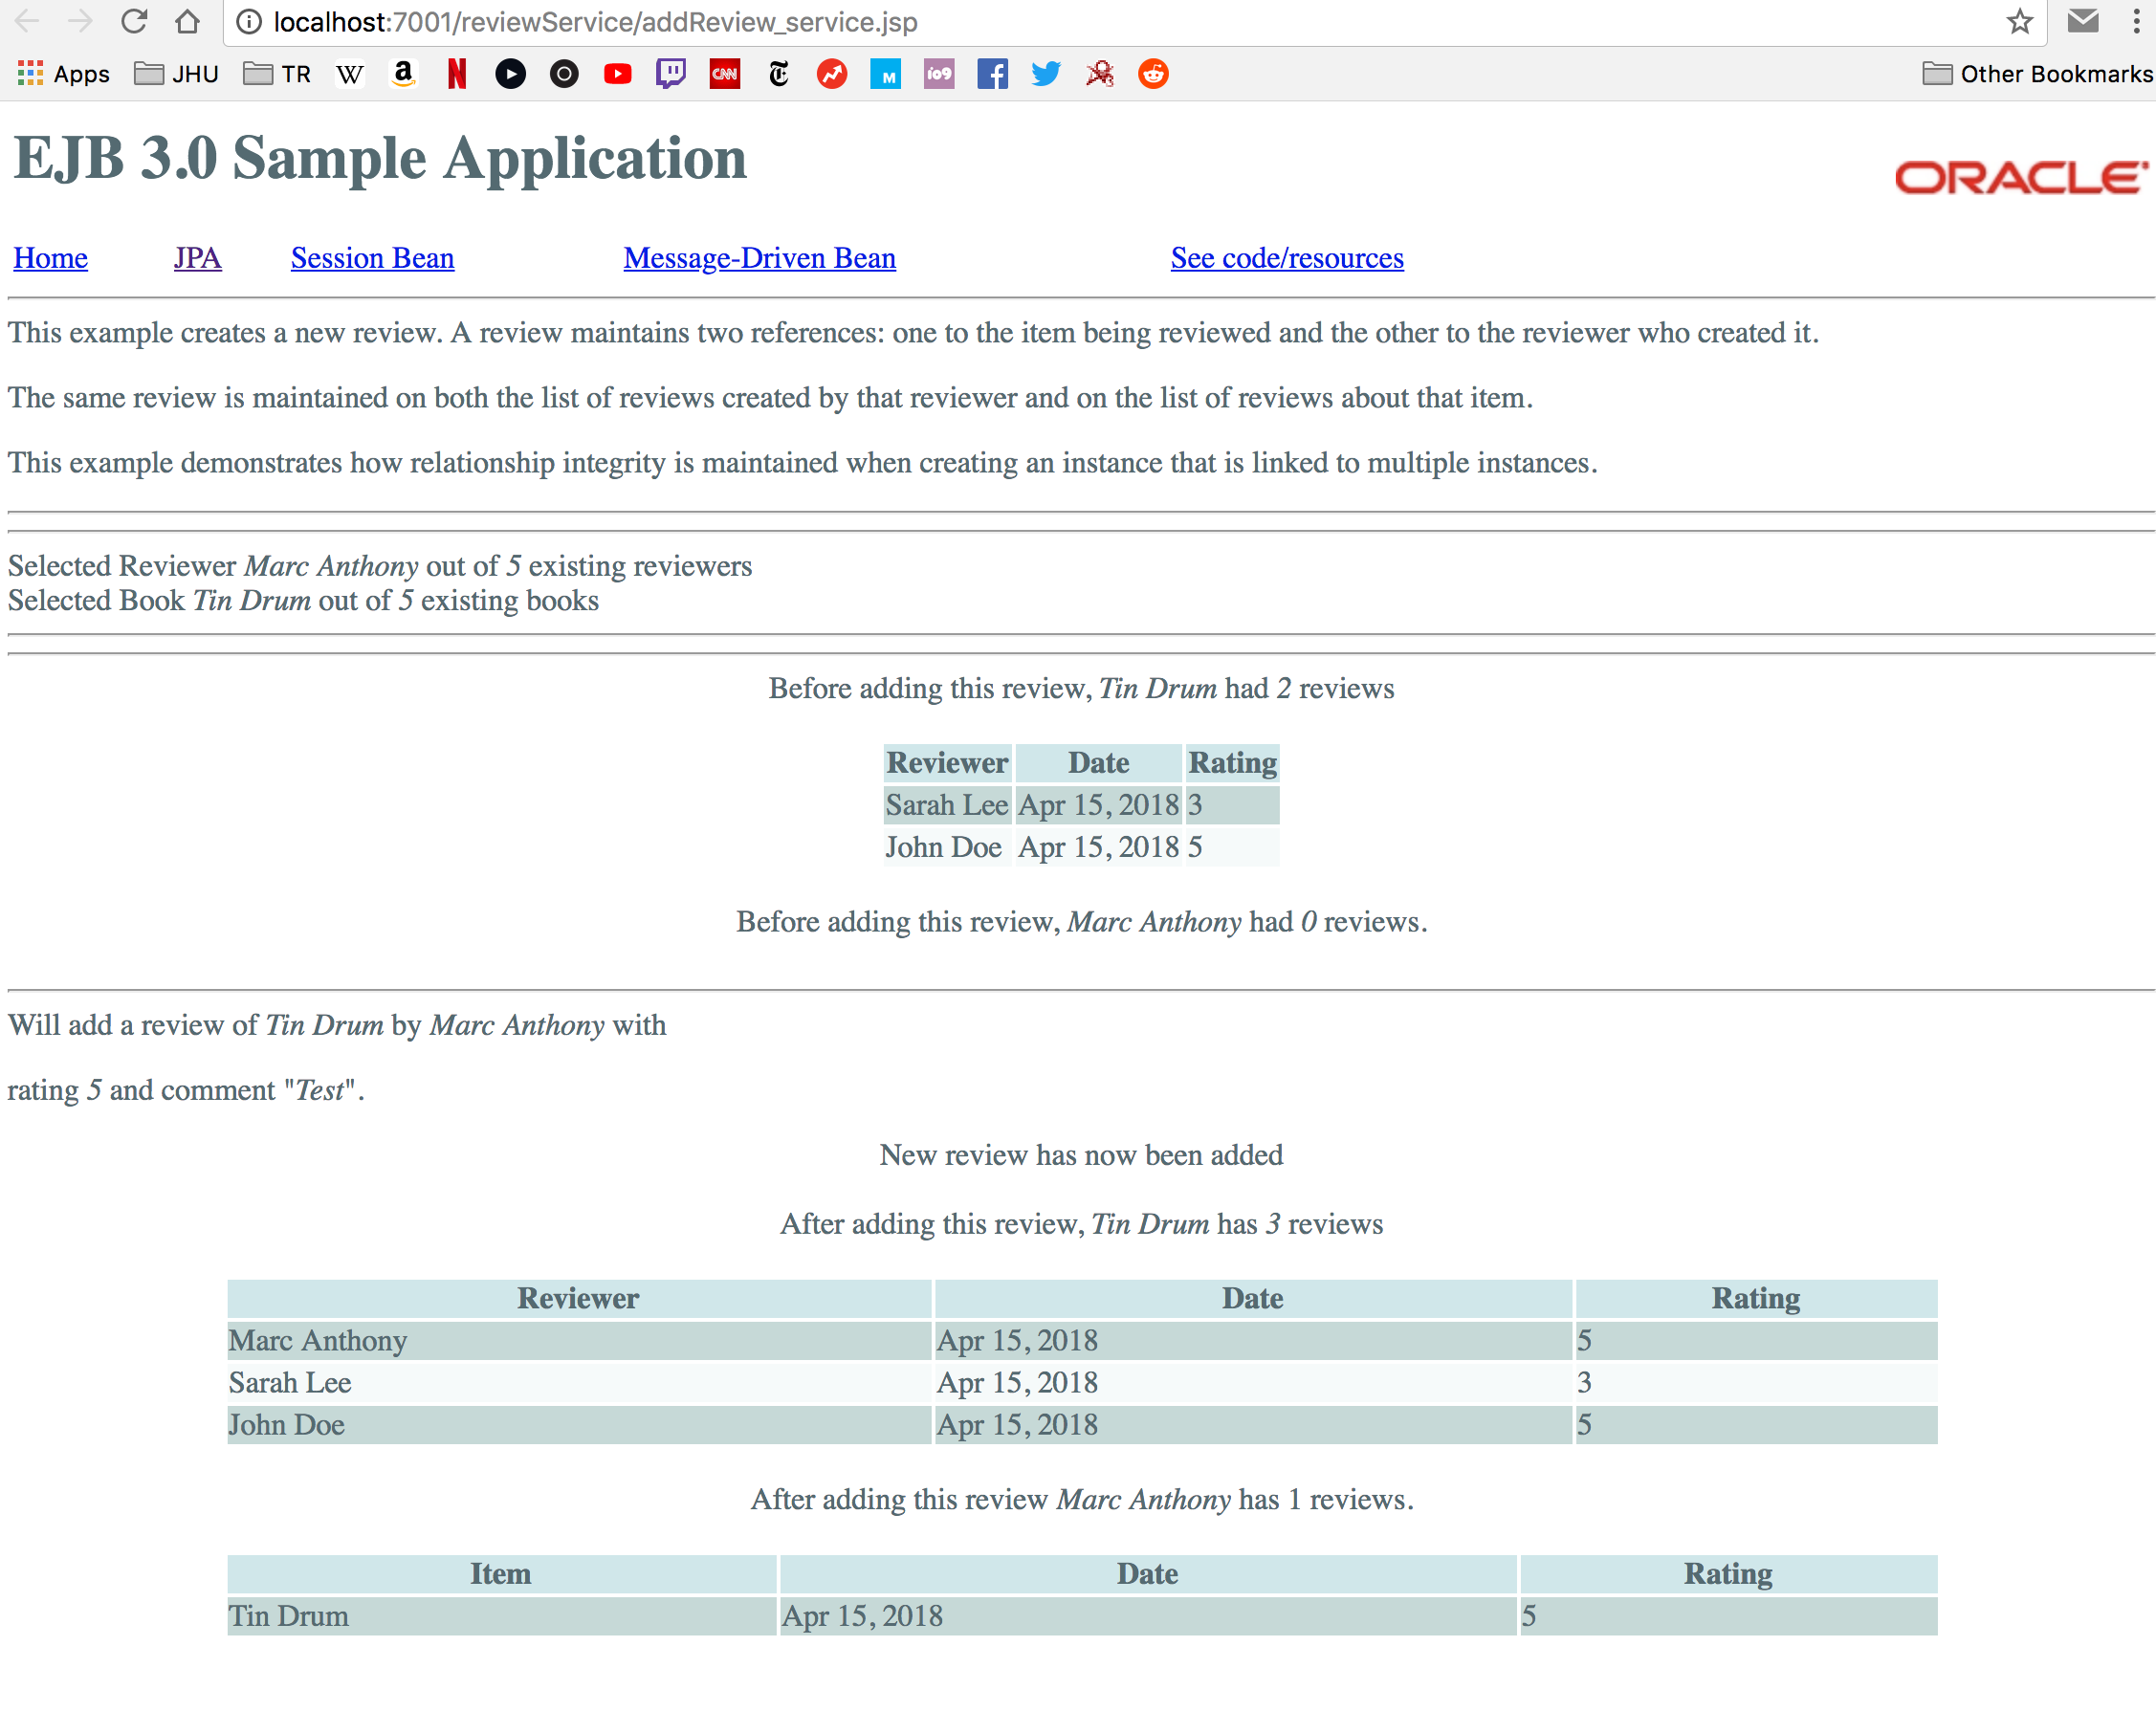 localhost:7001/reviewService/addReview_service.jsp
Apps JHU TR W a N CNN T M io9 f Other Bookmarks
EJB 3.0 Sample Application
ORACLE
Home JPA Session Bean Message-Driven Bean See code/resources
This example creates a new review. A review maintains two references: one to the item being reviewed and the other to the reviewer who created it.
The same review is maintained on both the list of reviews created by that reviewer and on the list of reviews about that item.
This example demonstrates how relationship integrity is maintained when creating an instance that is linked to multiple instances.
Selected Reviewer Marc Anthony out of 5 existing reviewers
Selected Book Tin Drum out of 5 existing books
Before adding this review, Tin Drum had 2 reviews
Reviewer Date Rating
Sarah Lee Apr 15, 2018 3
John Doe Apr 15, 2018 5
Before adding this review, Marc Anthony had 0 reviews.
Will add a review of Tin Drum by Marc Anthony with
rating 5 and comment "Test".
New review has now been added
After adding this review, Tin Drum has 3 reviews
Reviewer Date Rating
Marc Anthony Apr 15, 2018 5
Sarah Lee Apr 15, 2018 3
John Doe Apr 15, 2018 5
After adding this review Marc Anthony has 1 reviews.
Item Date Rating
Tin Drum Apr 15, 2018 5